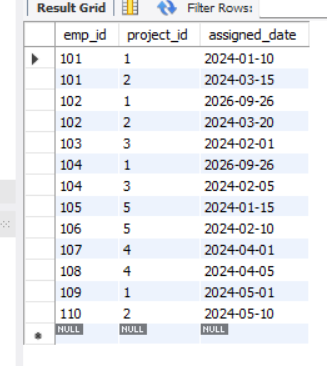 Result Grid Filter Rows:
emp_id project_id assigned_date
101 1 2024-01-10
101 2 2024-03-15
102 1 2026-09-26
102 2 2024-03-20
103 3 2024-02-01
104 1 2026-09-26
104 3 2024-02-05
105 5 2024-01-15
106 5 2024-02-10
107 4 2024-04-01
108 4 2024-04-05
109 1 2024-05-01
110 2 2024-05-10
NULL NULL NULL